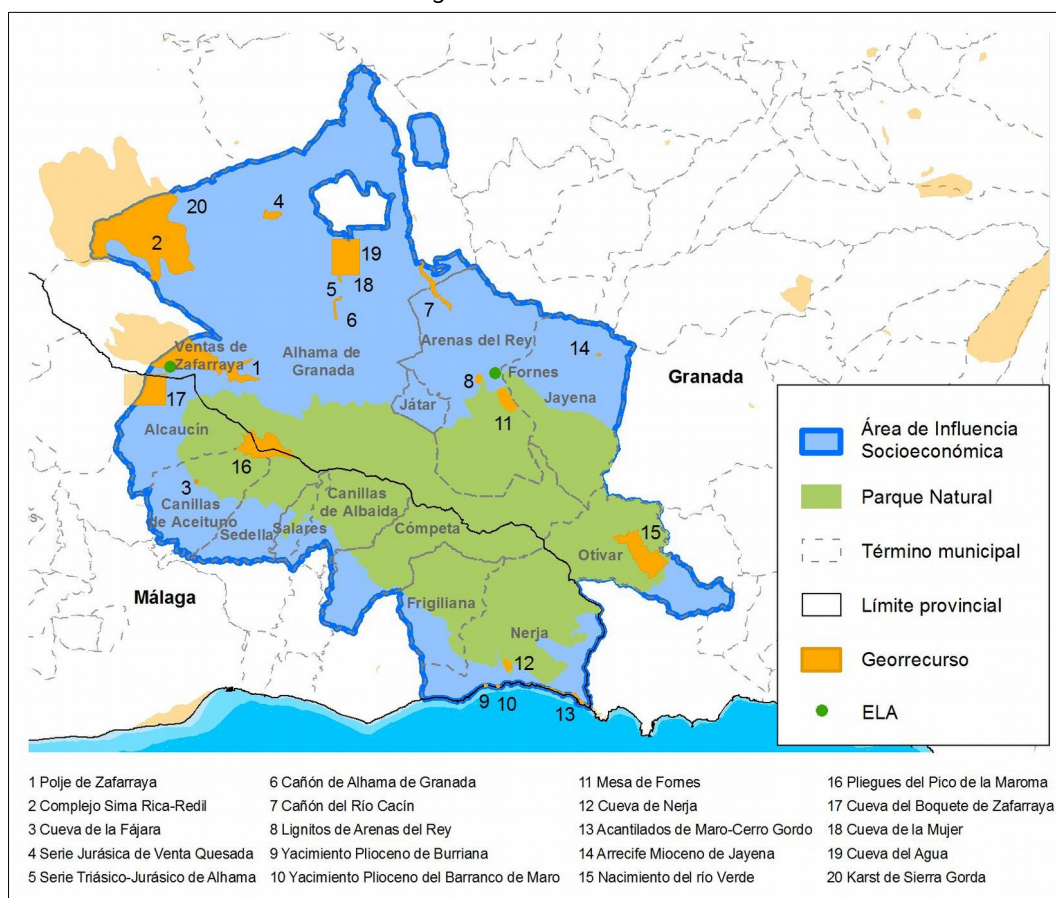 20
4
2
19
5
18
6
7
Arenas del Rey
14
Ventas de
Zafarraya
1
Alhama de
Granada
8
Fornes
Granada
17
Játar
11
Jayena
Alcaucín
16
3
Canillas
de Aceituno
Sedella
Salares
Canillas
de Albaida
Cómpeta
15
Otívar
Málaga
Frigiliana
Nerja
12
9
10
13
Área de Influencia
Socioeconómica
Parque Natural
Término municipal
Límite provincial
Georrecurso
ELA
1 Polje de Zafarraya
2 Complejo Sima Rica-Redil
3 Cueva de la Fájara
4 Serie Jurásica de Venta Quesada
5 Serie Triásico-Jurásico de Alhama
6 Cañón de Alhama de Granada
7 Cañón del Río Cacín
8 Lignitos de Arenas del Rey
9 Yacimiento Plioceno de Burriana
10 Yacimiento Plioceno del Barranco de Maro
11 Mesa de Fornes
12 Cueva de Nerja
13 Acantilados de Maro-Cerro Gordo
14 Arrecife Mioceno de Jayena
15 Nacimiento del río Verde
16 Pliegues del Pico de la Maroma
17 Cueva del Boquete de Zafarraya
18 Cueva de la Mujer
19 Cueva del Agua
20 Karst de Sierra Gorda